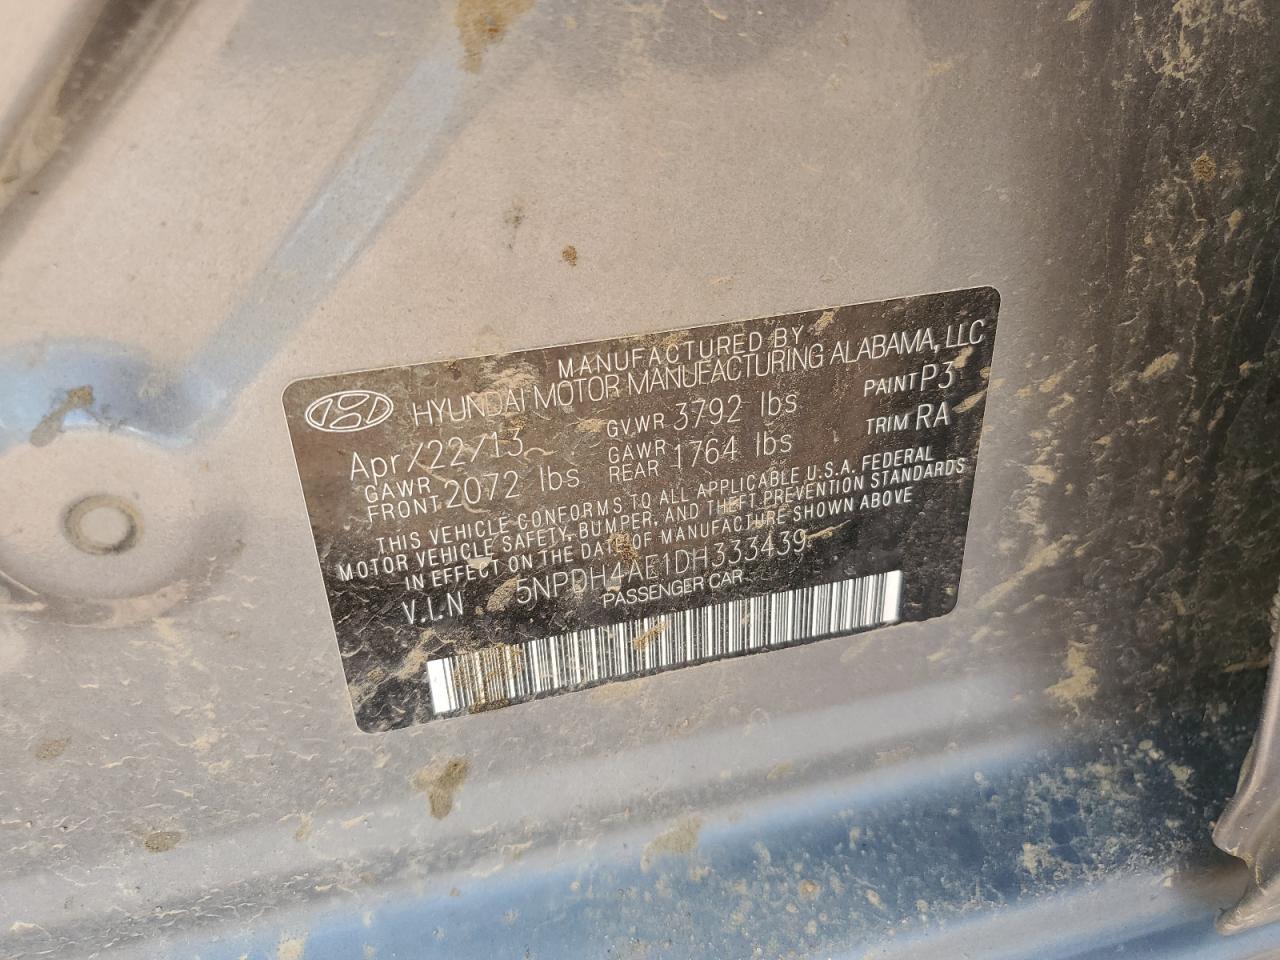 MANUFACTURED BY
HYUNDAI MOTOR MANUFACTURING ALABAMA, LLC
Apr/22/13 GVWR 3792 lbs PAINT P3
GAWR FRONT 2072 lbs GAWR REAR 1764 lbs TRIM RA
THIS VEHICLE CONFORMS TO ALL APPLICABLE U.S.A. FEDERAL
MOTOR VEHICLE SAFETY, BUMPER, AND THEFT PREVENTION STANDARDS
IN EFFECT ON THE DATE OF MANUFACTURE SHOWN ABOVE
V.I.N 5NPDH4AE1DH333439
PASSENGER CAR